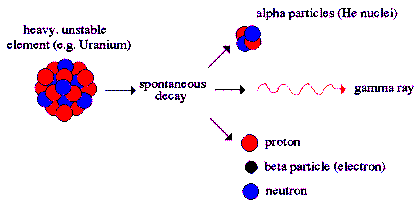 alpha particles (He nuclei)
heavy, unstable
element (e.g. Uranium)
spontaneous
decay
gamma ray
proton
beta particle (electron)
neutron